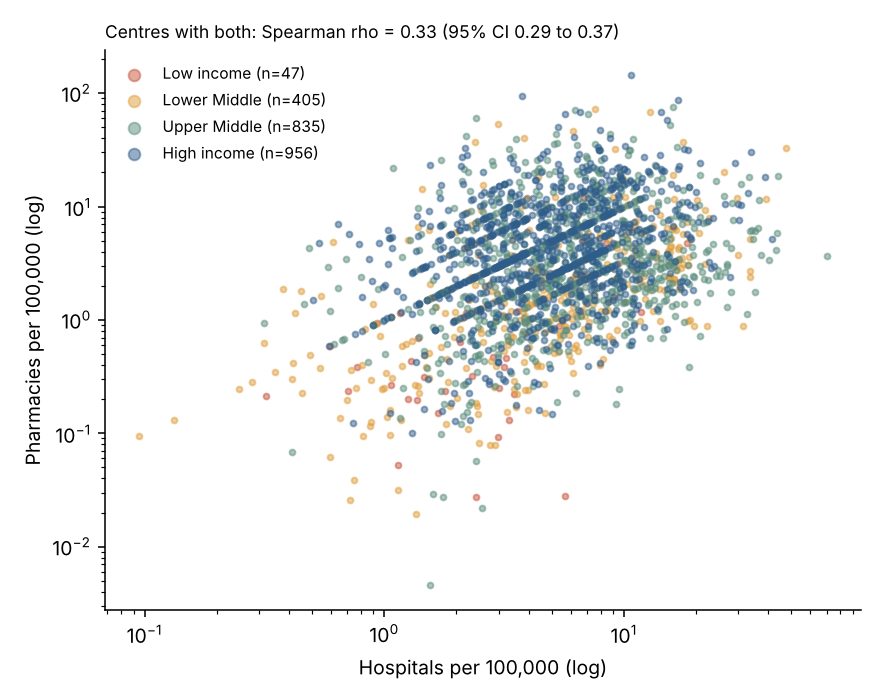 Centres with both: Spearman rho = 0.33 (95% CI 0.29 to 0.37)
Low income (n=47)
Lower Middle (n=405)
Upper Middle (n=835)
High income (n=956)
Pharmacies per 100,000 (log)
10²
10¹
10⁰
10⁻¹
10⁻²
10⁻¹ 10⁰ 10¹
Hospitals per 100,000 (log)